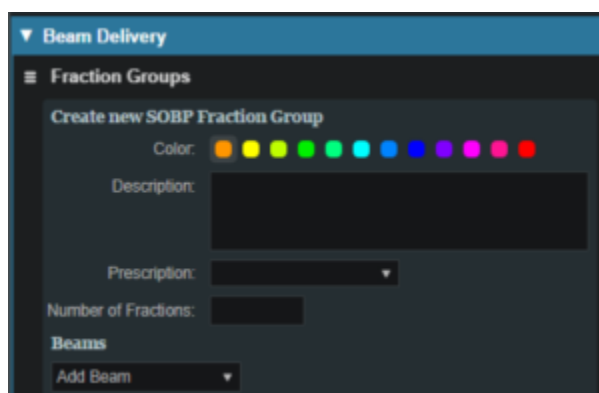 Beam Delivery
Fraction Groups
Create new SOBP Fraction Group
Color:
Description:
Prescription:
Number of Fractions:
Beams
Add Beam